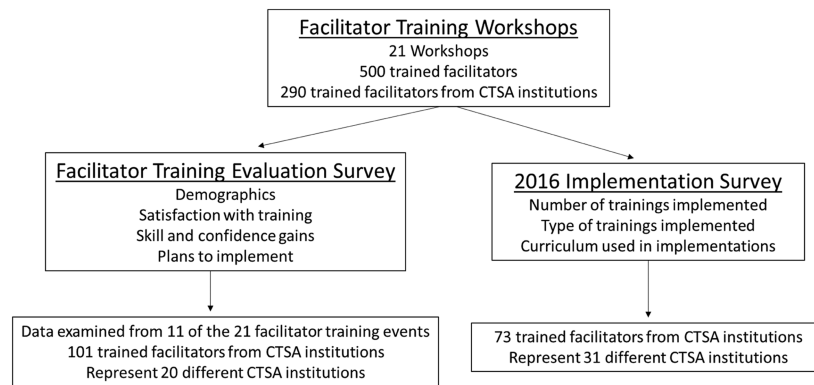 Facilitator Training Workshops
21 Workshops
500 trained facilitators
290 trained facilitators from CTSA institutions
Facilitator Training Evaluation Survey
Demographics
Satisfaction with training
Skill and confidence gains
Plans to implement
2016 Implementation Survey
Number of trainings implemented
Type of trainings implemented
Curriculum used in implementations
Data examined from 11 of the 21 facilitator training events
101 trained facilitators from CTSA institutions
Represent 20 different CTSA institutions
73 trained facilitators from CTSA institutions
Represent 31 different CTSA institutions